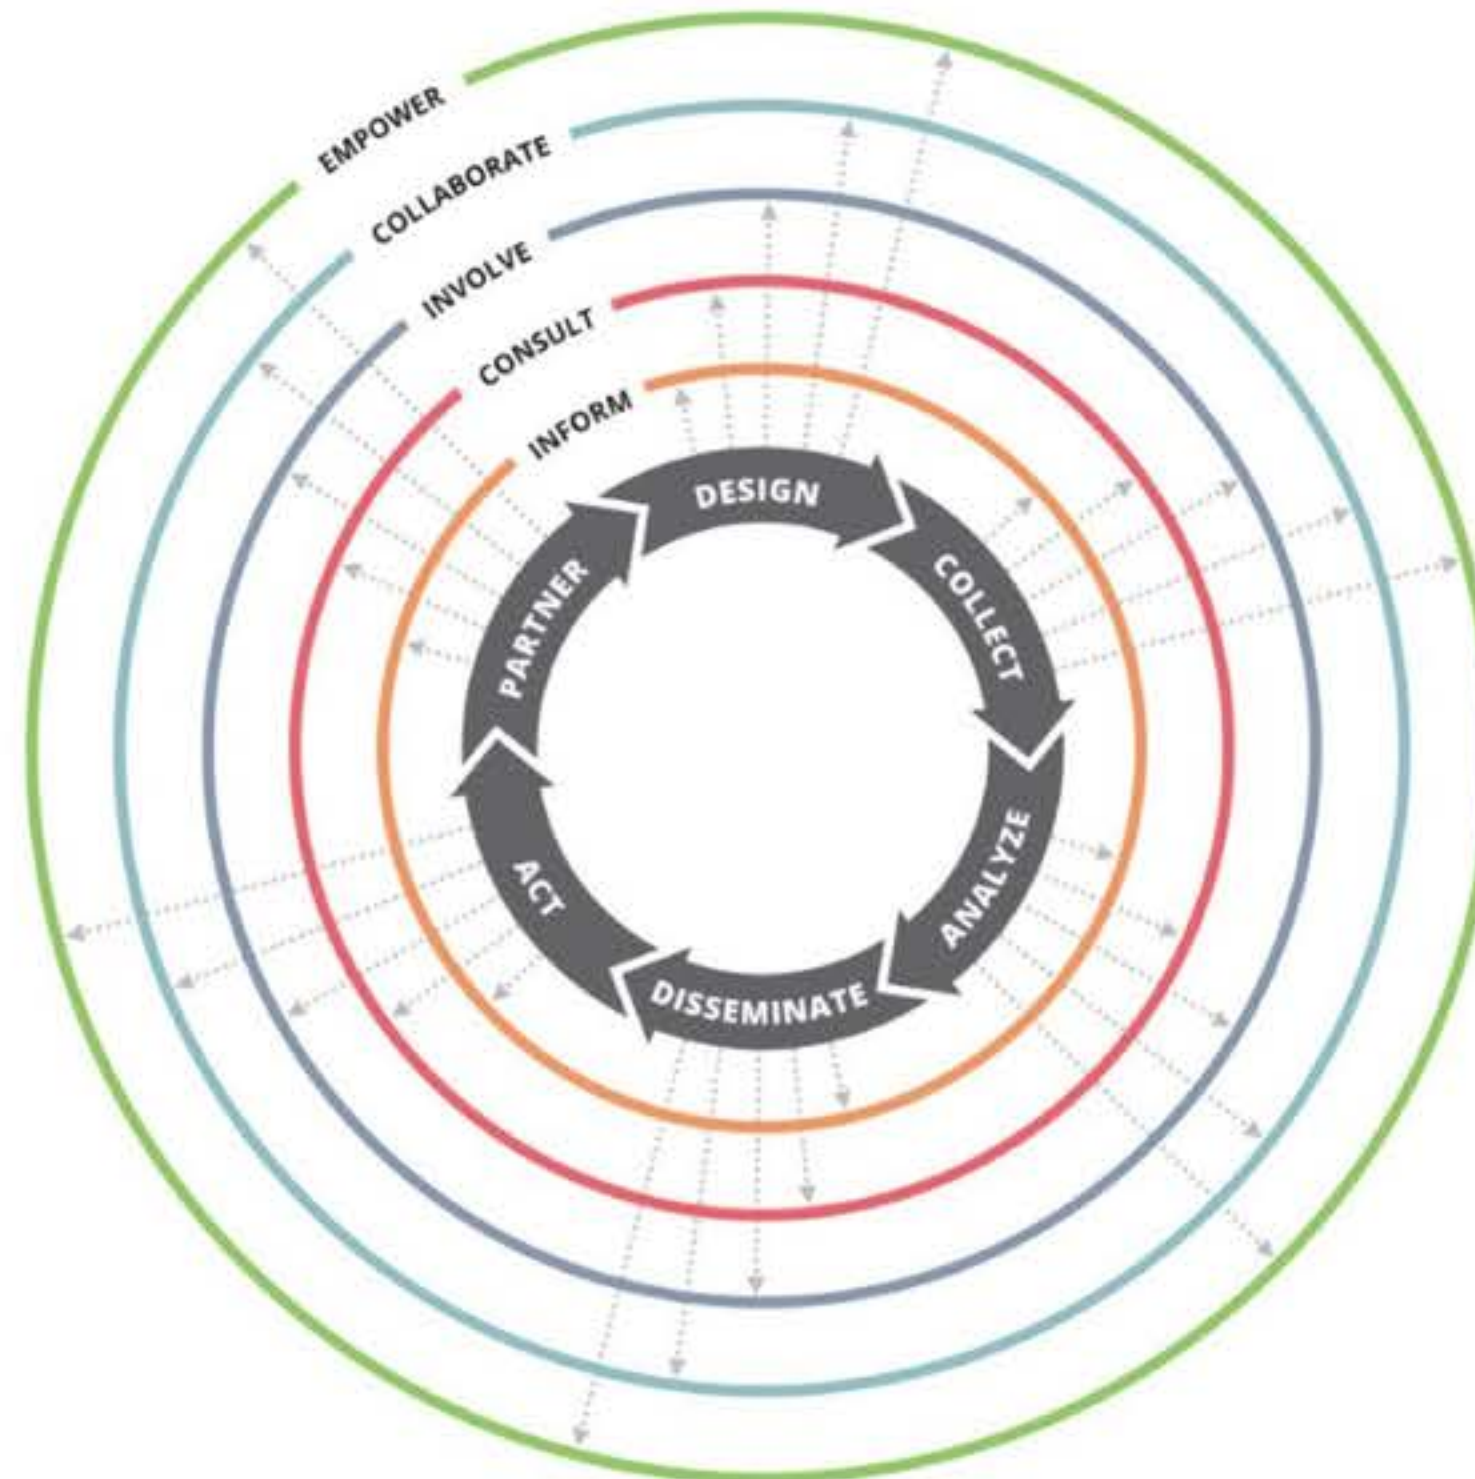 EMPOWER
COLLABORATE
INVOLVE
CONSULT
INFORM
DESIGN
COLLECT
ANALYZE
DISSEMINATE
ACT
PARTNER